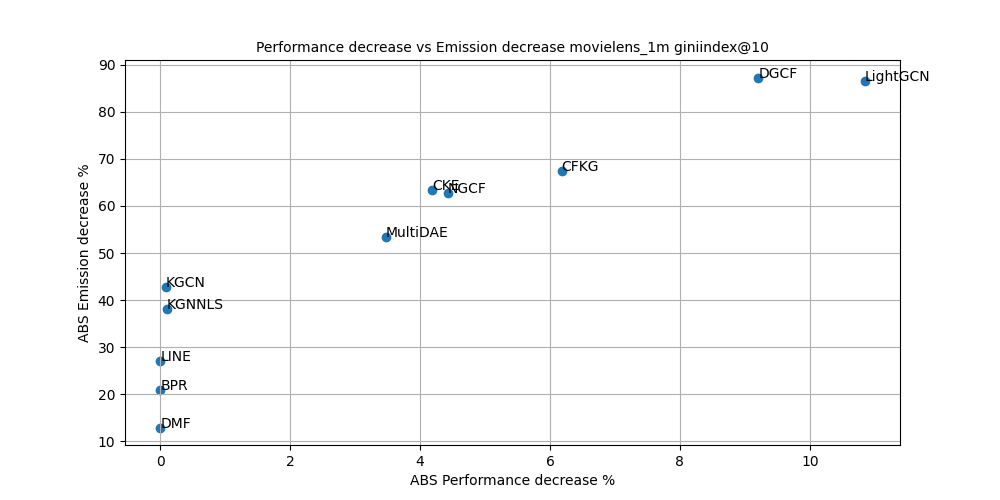 Performance decrease vs Emission decrease movielens_1m giniindex@10
ABS Emission decrease %
90
80
70
60
50
40
30
20
10
DGCF
LightGCN
CFKG
CKE
NGCF
MultiDAE
KGCN
KGNNLS
LINE
BPR
DMF
0 2 4 6 8 10
ABS Performance decrease %